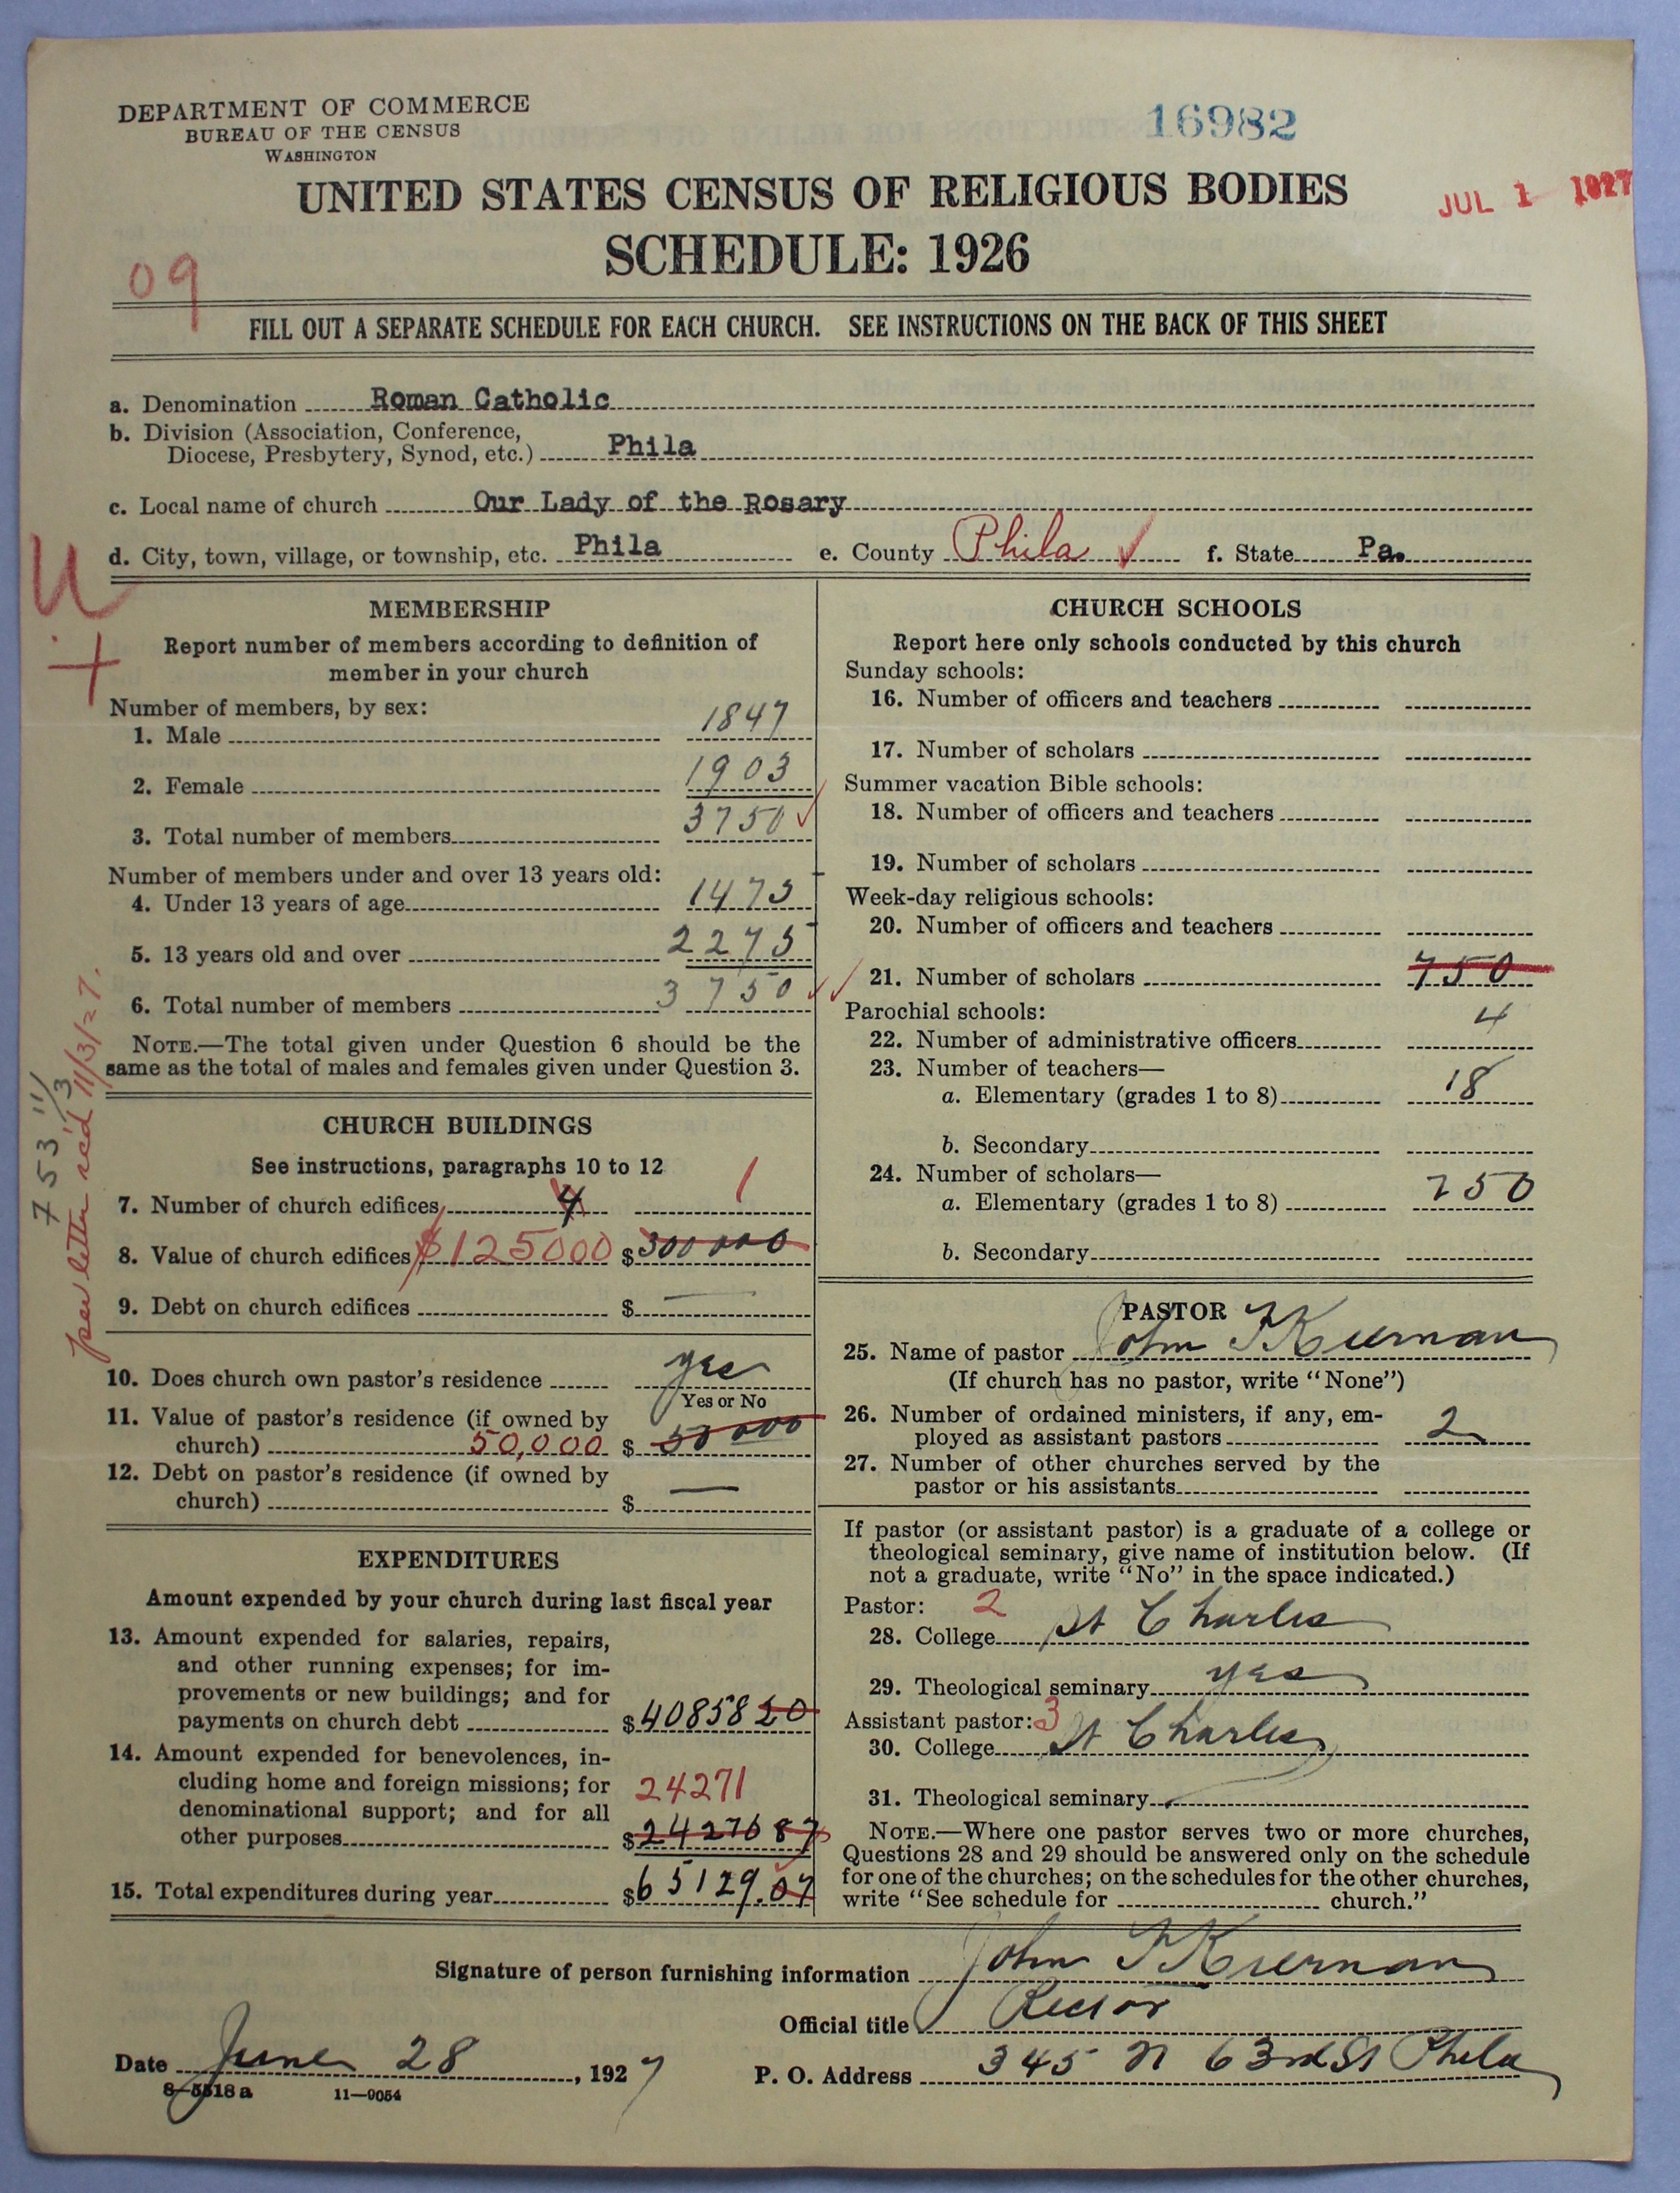 DEPARTMENT OF COMMERCE
BUREAU OF THE CENSUS
WASHINGTON
16982
UNITED STATES CENSUS OF RELIGIOUS BODIES
JUL 1 1927
SCHEDULE: 1926
09
FILL OUT A SEPARATE SCHEDULE FOR EACH CHURCH. SEE INSTRUCTIONS ON THE BACK OF THIS SHEET
a. Denomination Roman Catholic
b. Division (Association, Conference,
Diocese, Presbytery, Synod, etc.) Phila
c. Local name of church Our Lady of the Rosary
d. City, town, village, or township, etc. Phila e. County Phila ✓ f. State Pa.
U
+
MEMBERSHIP
Report number of members according to definition of
member in your church
Number of members, by sex:
1. Male 1847
2. Female 1903
3. Total number of members 3750 ✓
Number of members under and over 13 years old:
4. Under 13 years of age 1475
5. 13 years old and over 2275
6. Total number of members 3750 ✓✓
NOTE.—The total given under Question 6 should be the
same as the total of males and females given under Question 3.
753 11/3
per letter recd 11/3/27.
CHURCH BUILDINGS
See instructions, paragraphs 10 to 12
7. Number of church edifices 4 1
8. Value of church edifices $125000 $300000
9. Debt on church edifices $ —
10. Does church own pastor's residence yes
Yes or No
11. Value of pastor's residence (if owned by
church) 50,000 $ 50000
12. Debt on pastor's residence (if owned by
church) $ —
EXPENDITURES
Amount expended by your church during last fiscal year
13. Amount expended for salaries, repairs,
and other running expenses; for im-
provements or new buildings; and for
payments on church debt $ 40858 20
14. Amount expended for benevolences, in-
cluding home and foreign missions; for 24271
denominational support; and for all
other purposes $ 24270 87
15. Total expenditures during year $ 65129.07
CHURCH SCHOOLS
Report here only schools conducted by this church
Sunday schools:
16. Number of officers and teachers
17. Number of scholars
Summer vacation Bible schools:
18. Number of officers and teachers
19. Number of scholars
Week-day religious schools:
20. Number of officers and teachers
21. Number of scholars 750
Parochial schools:
22. Number of administrative officers 4
23. Number of teachers—
a. Elementary (grades 1 to 8) 18
b. Secondary
24. Number of scholars—
a. Elementary (grades 1 to 8) 750
b. Secondary
PASTOR
25. Name of pastor John F Kiernan
(If church has no pastor, write "None")
26. Number of ordained ministers, if any, em-
ployed as assistant pastors 2
27. Number of other churches served by the
pastor or his assistants
If pastor (or assistant pastor) is a graduate of a college or
theological seminary, give name of institution below. (If
not a graduate, write "No" in the space indicated.)
Pastor: 2
28. College St Charles
29. Theological seminary yes
Assistant pastor: 3
30. College St Charles
31. Theological seminary
NOTE.—Where one pastor serves two or more churches,
Questions 28 and 29 should be answered only on the schedule
for one of the churches; on the schedules for the other churches,
write "See schedule for church."
Signature of person furnishing information John F Kiernan
Official title Rector
Date June 28, 1927
P. O. Address 345 N 63rd St Phila
8-5518a 11—9054